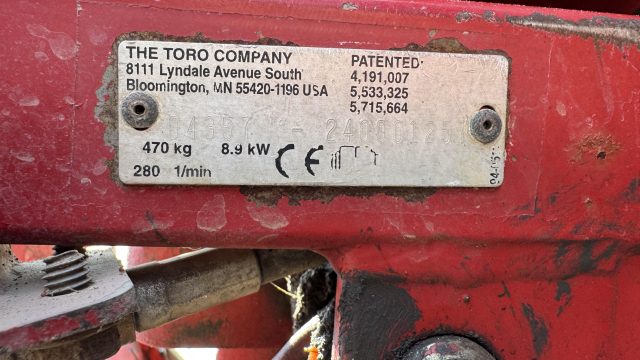 THE TORO COMPANY
8111 Lyndale Avenue South
Bloomington, MN 55420-1196 USA
PATENTED:
4,191,007
5,533,325
5,715,664
470 kg 8.9 kW CE
280 1/min